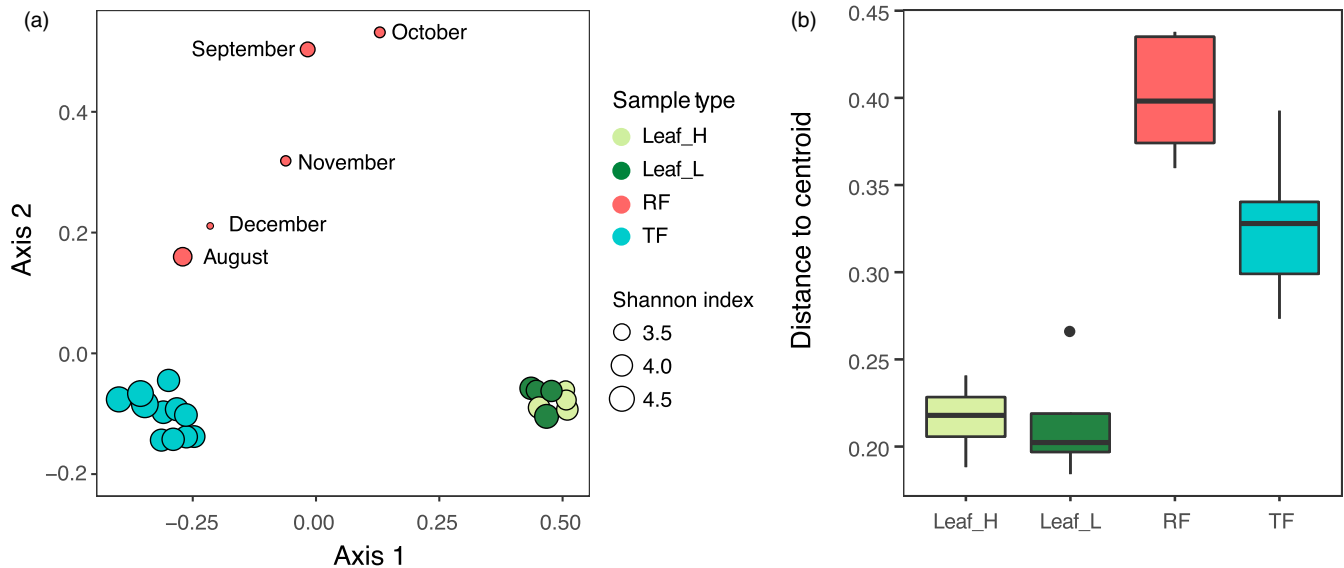 (a)
October
September
November
December
August
0.4
0.2
0.0
−0.2
Axis 2
−0.25
0.00
0.25
0.50
Axis 1
Sample type
Leaf_H
Leaf_L
RF
TF
Shannon index
3.5
4.0
4.5
(b)
0.45
0.40
0.35
0.30
0.25
0.20
Distance to centroid
Leaf_H
Leaf_L
RF
TF